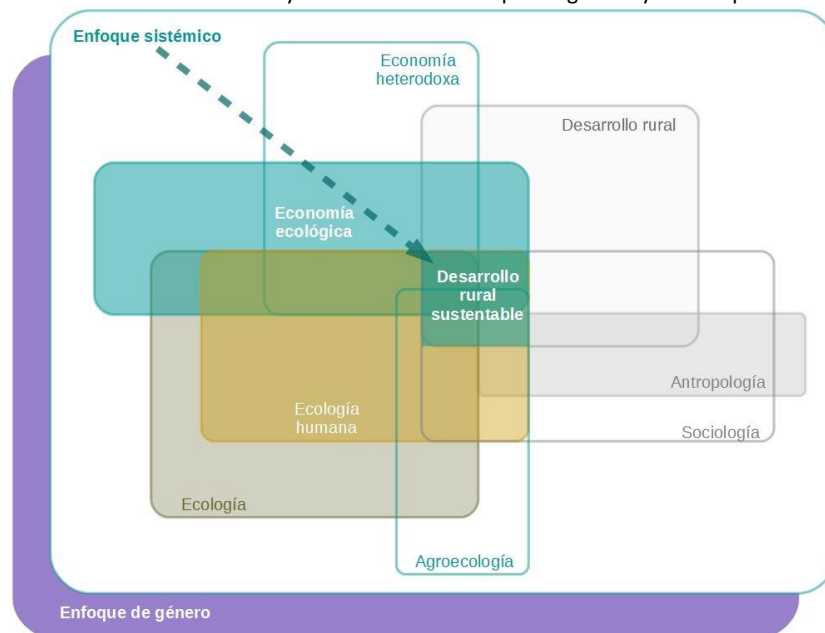 Enfoque sistémico
Economía
heterodoxa
Desarrollo rural
Economía
ecológica
Desarrollo
rural
sustentable
Antropología
Ecología
humana
Sociología
Ecología
Agroecología
Enfoque de género